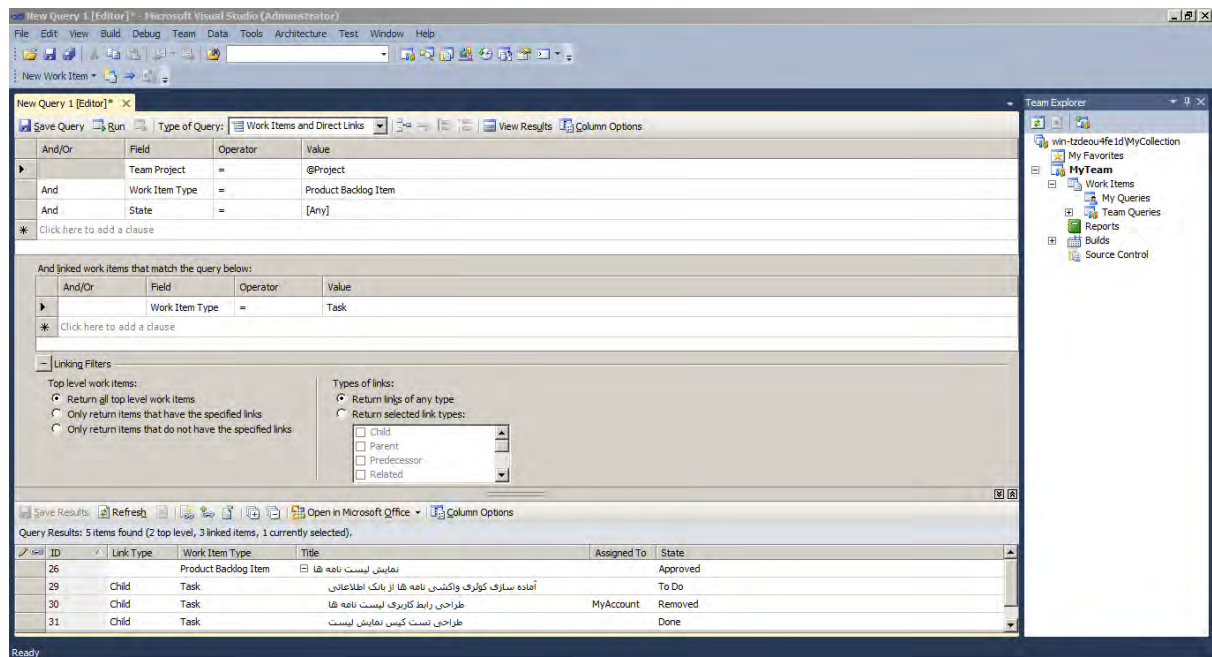 New Query 1 [Editor]* - Microsoft Visual Studio (Administrator)
File Edit View Build Debug Team Data Tools Architecture Test Window Help
New Work Item
New Query 1 [Editor]*
Save Query Run Type of Query: Work Items and Direct Links View Results Column Options
And/Or Field Operator Value
Team Project = @Project
And Work Item Type = Product Backlog Item
And State = [Any]
Click here to add a clause
And linked work items that match the query below:
And/Or Field Operator Value
Work Item Type = Task
Click here to add a clause
Linking Filters
Top level work items:
Return all top level work items
Only return items that have the specified links
Only return items that do not have the specified links
Types of links:
Return links of any type
Return selected link types:
Child
Parent
Predecessor
Related
Save Results Refresh Open in Microsoft Office Column Options
Query Results: 5 items found (2 top level, 3 linked items, 1 currently selected).
ID Link Type Work Item Type Title Assigned To State
26 Product Backlog Item نمایش لیست نامه ها Approved
29 Child Task آماده سازی کوئری واکشی نامه ها از بانک اطلاعاتی To Do
30 Child Task طراحی رابط کاربری لیست نامه ها MyAccount Removed
31 Child Task طراحی تست کیس نمایش لیست Done
Team Explorer
win-tzdeou4fe1d\MyCollection
My Favorites
MyTeam
Work Items
My Queries
Team Queries
Reports
Builds
Source Control
Ready